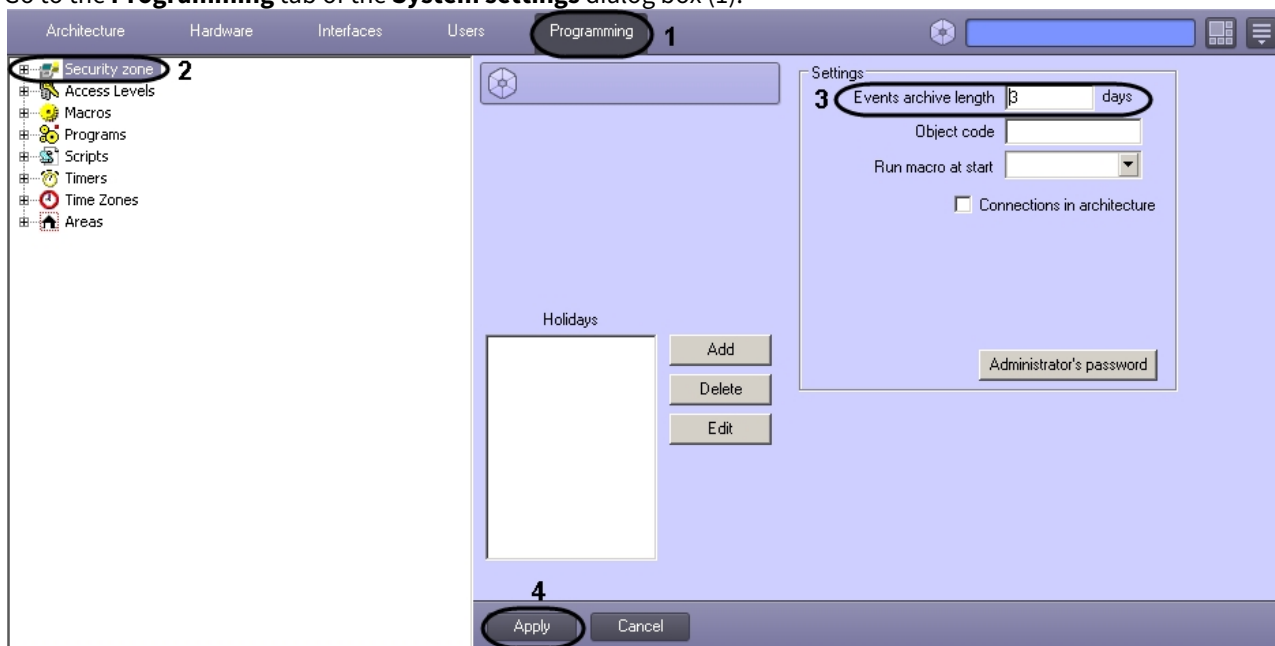 Go to the Programming tab of the System settings dialog box (1).
Architecture Hardware Interfaces Users Programming 1
Security zone 2
Access Levels
Macros
Programs
Scripts
Timers
Time Zones
Areas
Settings
3 Events archive length 3 days
Object code
Run macro at start
Connections in architecture
Administrator's password
Holidays
Add
Delete
Edit
4
Apply Cancel